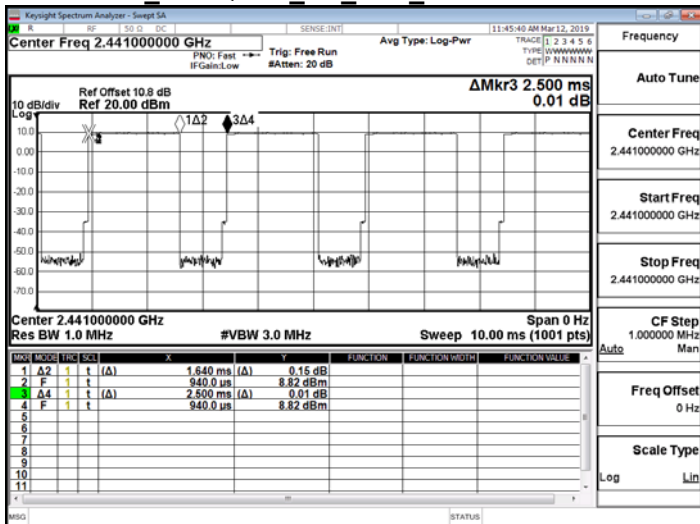 Keysight Spectrum Analyzer - Swept SA
R RF 50 Ω DC SENSE:INT 11:45:40 AM Mar 12, 2019
Center Freq 2.441000000 GHz
PNO: Fast
IFGain:Low
Trig: Free Run
#Atten: 20 dB
Avg Type: Log-Pwr
TRACE 1 2 3 4 5 6
TYPE WWWWWW
DET P N N N N N
ΔMkr3 2.500 ms
0.01 dB
Ref Offset 10.8 dB
10 dB/div Ref 20.00 dBm
Log
1Δ2
3Δ4
10.0
0.00
-10.0
-20.0
-30.0
-40.0
-50.0
-60.0
-70.0
Center 2.441000000 GHz Span 0 Hz
Res BW 1.0 MHz #VBW 3.0 MHz Sweep 10.00 ms (1001 pts)
MKR MODE TRC SCL X Y FUNCTION FUNCTION WIDTH FUNCTION VALUE
1 Δ2 1 t (Δ) 1.640 ms (Δ) 0.15 dB
2 F 1 t 940.0 µs 8.82 dBm
3 Δ4 1 t (Δ) 2.500 ms (Δ) 0.01 dB
4 F 1 t 940.0 µs 8.82 dBm
5
6
7
8
9
10
11
MSG STATUS
Frequency
Auto Tune
Center Freq
2.441000000 GHz
Start Freq
2.441000000 GHz
Stop Freq
2.441000000 GHz
CF Step
1.000000 MHz
Auto Man
Freq Offset
0 Hz
Scale Type
Log Lin